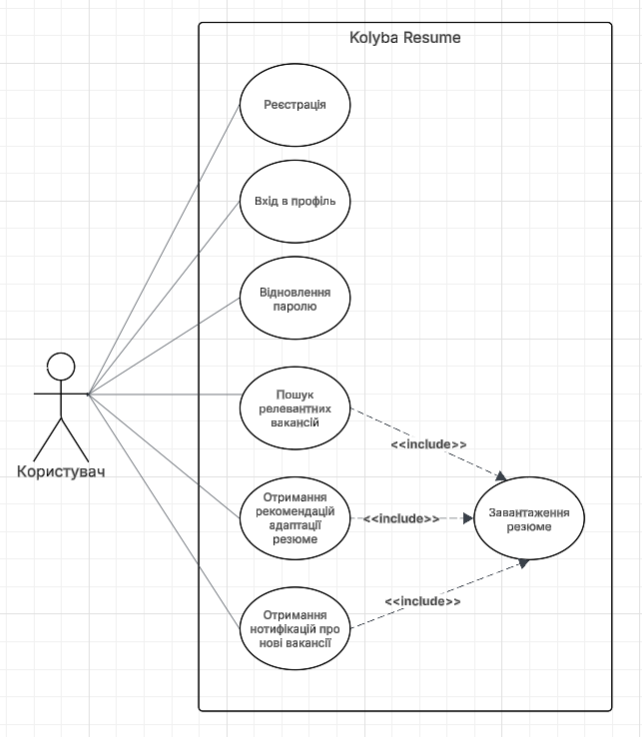 Kolyba Resume
Реєстрація
Вхід в профіль
Відновлення
паролю
Пошук
релевантних
вакансій
<<include>>
Користувач
Отримання
рекомендацій
адаптації
резюме
<<include>>
Завантаження
резюме
<<include>>
Отримання
нотифікацій про
нові вакансії